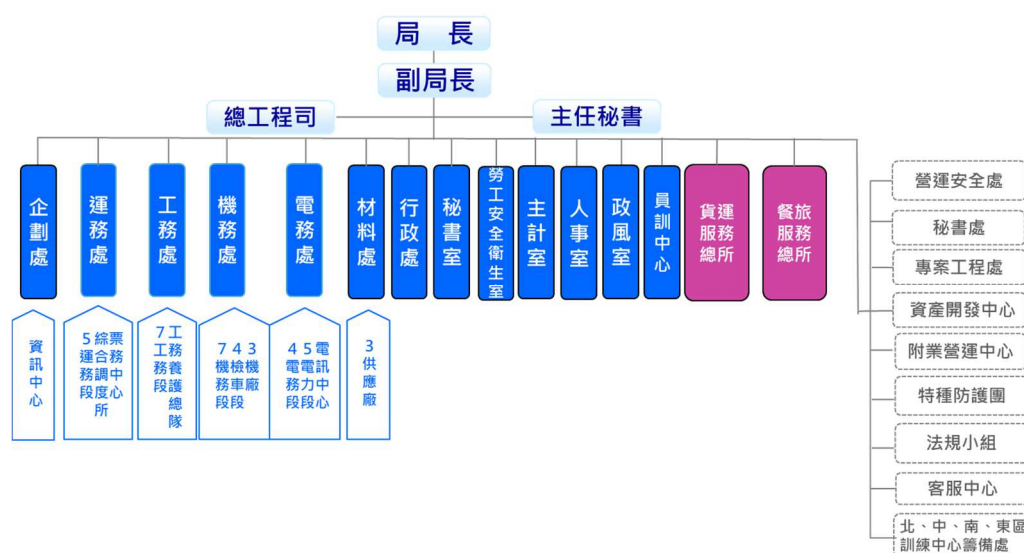 局 長
副局長
總工程司
主任秘書
企劃處
運務處
工務處
機務處
電務處
材料處
行政處
秘書室
勞工安全衛生室
主計室
人事室
政風室
員訓中心
貨運
服務
總所
餐旅
服務
總所
資訊中心
票務中心
綜合調度所
5運務段
工務養護總隊
7工務段
3機廠
4檢車段
7機務段
電訊中心
5電力段
4電務段
3供應廠
營運安全處
秘書處
專案工程處
資產開發中心
附業營運中心
特種防護團
法規小組
客服中心
北、中、南、東區
訓練中心籌備處